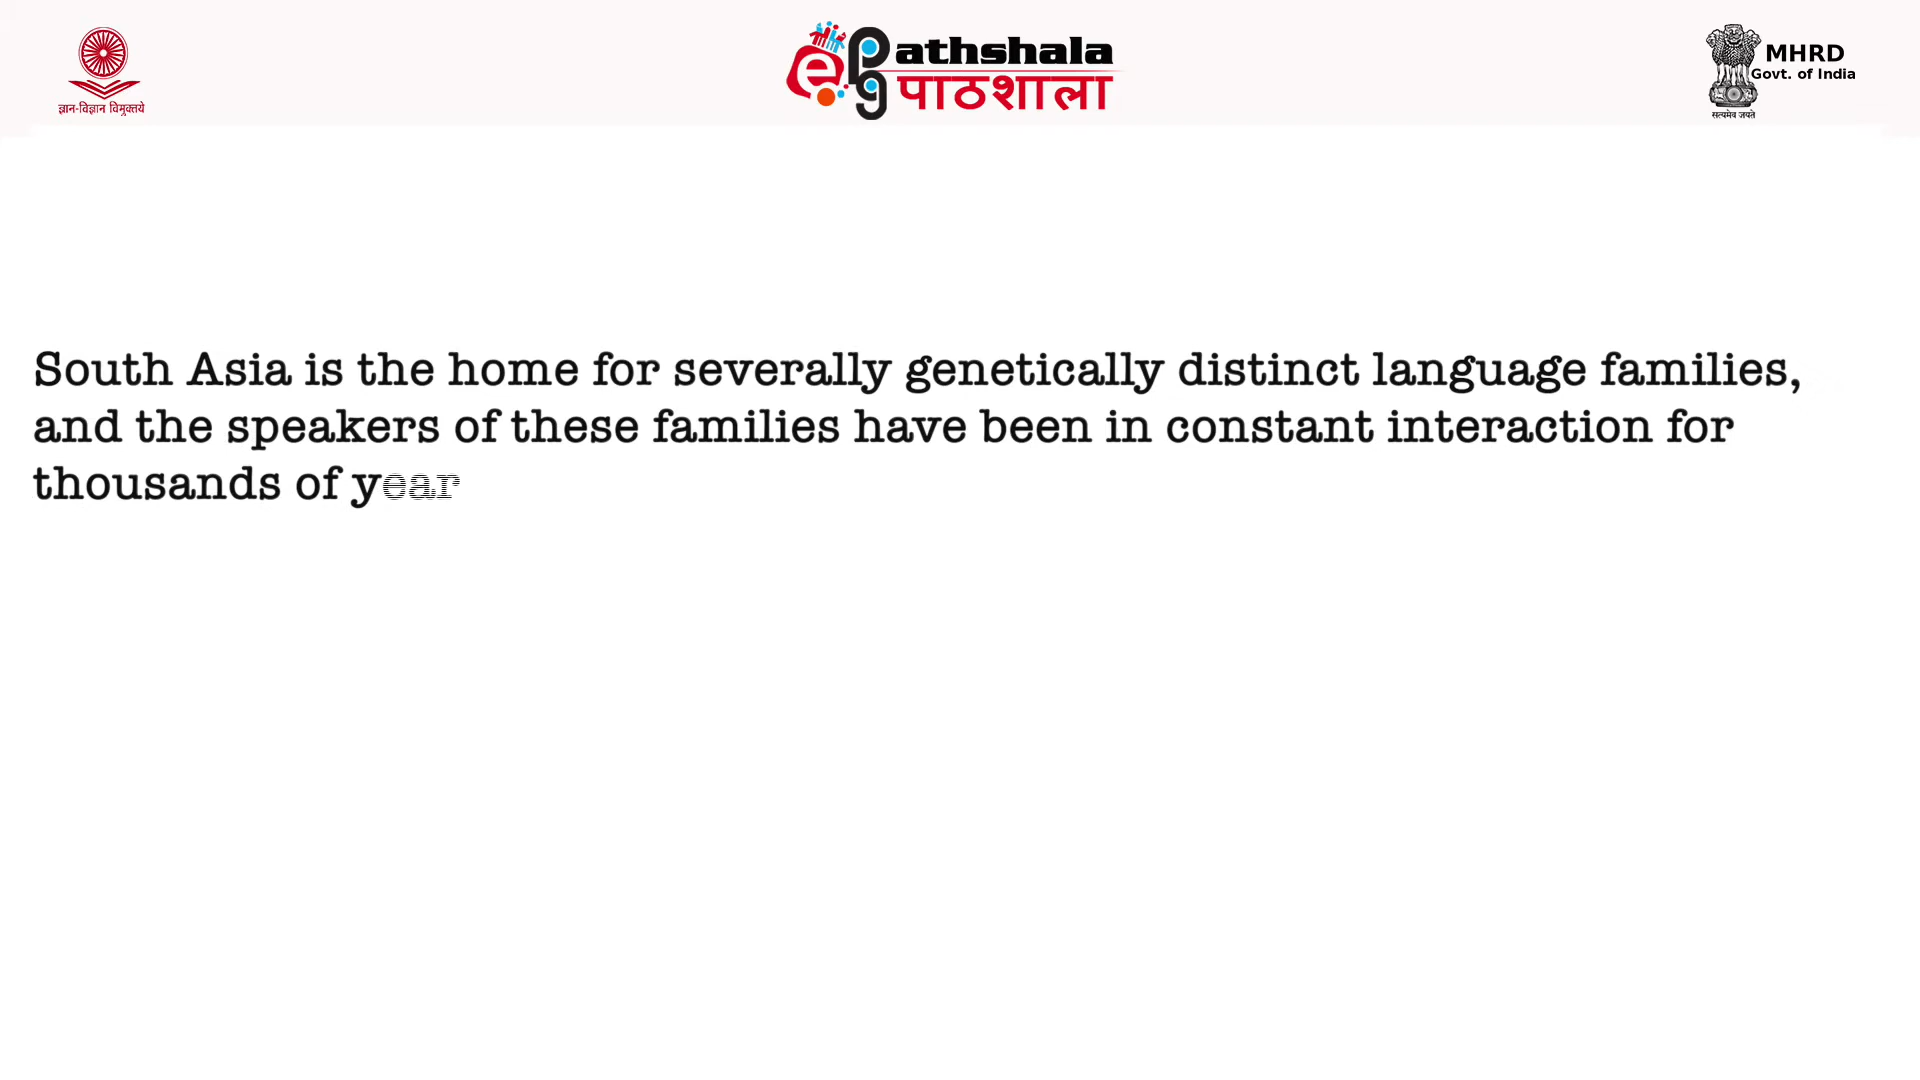 ज्ञान-विज्ञान विमुक्तये
ePathshala
पाठशाला
MHRD
Govt. of India
सत्यमेव जयते
South Asia is the home for severally genetically distinct language families,
and the speakers of these families have been in constant interaction for
thousands of year